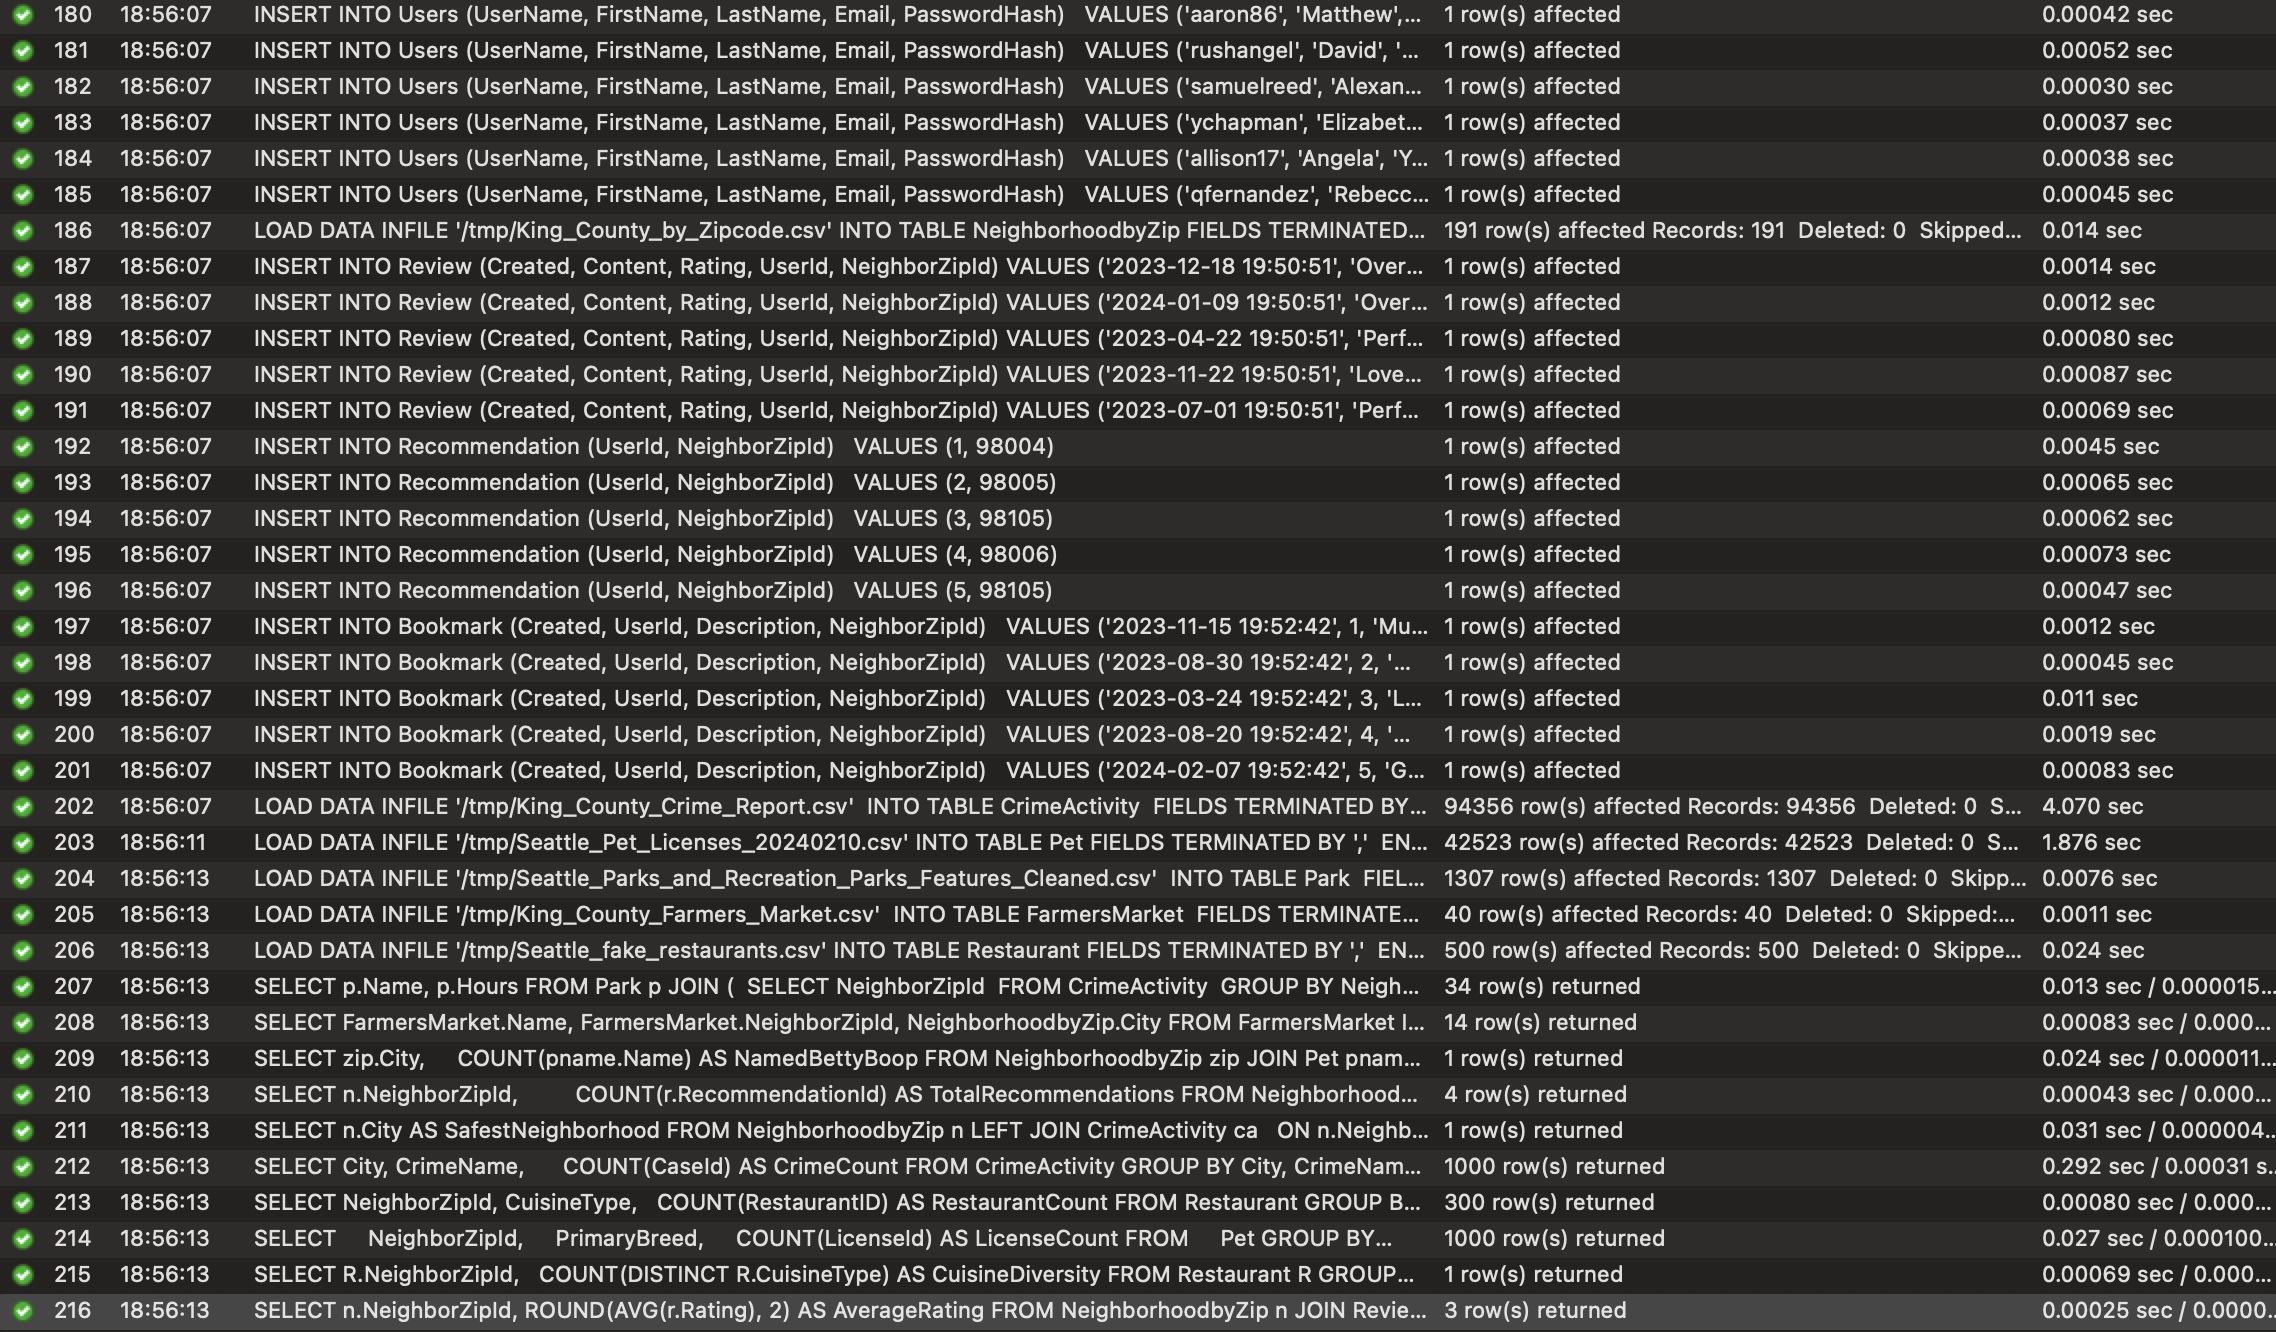 180 18:56:07 INSERT INTO Users (UserName, FirstName, LastName, Email, PasswordHash) VALUES ('aaron86', 'Matthew',... 1 row(s) affected 0.00042 sec
181 18:56:07 INSERT INTO Users (UserName, FirstName, LastName, Email, PasswordHash) VALUES ('rushangel', 'David', '... 1 row(s) affected 0.00052 sec
182 18:56:07 INSERT INTO Users (UserName, FirstName, LastName, Email, PasswordHash) VALUES ('samuelreed', 'Alexan... 1 row(s) affected 0.00030 sec
183 18:56:07 INSERT INTO Users (UserName, FirstName, LastName, Email, PasswordHash) VALUES ('ychapman', 'Elizabet... 1 row(s) affected 0.00037 sec
184 18:56:07 INSERT INTO Users (UserName, FirstName, LastName, Email, PasswordHash) VALUES ('allison17', 'Angela', 'Y... 1 row(s) affected 0.00038 sec
185 18:56:07 INSERT INTO Users (UserName, FirstName, LastName, Email, PasswordHash) VALUES ('qfernandez', 'Rebecc... 1 row(s) affected 0.00045 sec
186 18:56:07 LOAD DATA INFILE '/tmp/King_County_by_Zipcode.csv' INTO TABLE NeighborhoodbyZip FIELDS TERMINATED... 191 row(s) affected Records: 191 Deleted: 0 Skipped... 0.014 sec
187 18:56:07 INSERT INTO Review (Created, Content, Rating, UserId, NeighborZipId) VALUES ('2023-12-18 19:50:51', 'Over... 1 row(s) affected 0.0014 sec
188 18:56:07 INSERT INTO Review (Created, Content, Rating, UserId, NeighborZipId) VALUES ('2024-01-09 19:50:51', 'Over... 1 row(s) affected 0.0012 sec
189 18:56:07 INSERT INTO Review (Created, Content, Rating, UserId, NeighborZipId) VALUES ('2023-04-22 19:50:51', 'Perf... 1 row(s) affected 0.00080 sec
190 18:56:07 INSERT INTO Review (Created, Content, Rating, UserId, NeighborZipId) VALUES ('2023-11-22 19:50:51', 'Love... 1 row(s) affected 0.00087 sec
191 18:56:07 INSERT INTO Review (Created, Content, Rating, UserId, NeighborZipId) VALUES ('2023-07-01 19:50:51', 'Perf... 1 row(s) affected 0.00069 sec
192 18:56:07 INSERT INTO Recommendation (UserId, NeighborZipId) VALUES (1, 98004) 1 row(s) affected 0.0045 sec
193 18:56:07 INSERT INTO Recommendation (UserId, NeighborZipId) VALUES (2, 98005) 1 row(s) affected 0.00065 sec
194 18:56:07 INSERT INTO Recommendation (UserId, NeighborZipId) VALUES (3, 98105) 1 row(s) affected 0.00062 sec
195 18:56:07 INSERT INTO Recommendation (UserId, NeighborZipId) VALUES (4, 98006) 1 row(s) affected 0.00073 sec
196 18:56:07 INSERT INTO Recommendation (UserId, NeighborZipId) VALUES (5, 98105) 1 row(s) affected 0.00047 sec
197 18:56:07 INSERT INTO Bookmark (Created, UserId, Description, NeighborZipId) VALUES ('2023-11-15 19:52:42', 1, 'Mu... 1 row(s) affected 0.0012 sec
198 18:56:07 INSERT INTO Bookmark (Created, UserId, Description, NeighborZipId) VALUES ('2023-08-30 19:52:42', 2, '... 1 row(s) affected 0.00045 sec
199 18:56:07 INSERT INTO Bookmark (Created, UserId, Description, NeighborZipId) VALUES ('2023-03-24 19:52:42', 3, 'L... 1 row(s) affected 0.011 sec
200 18:56:07 INSERT INTO Bookmark (Created, UserId, Description, NeighborZipId) VALUES ('2023-08-20 19:52:42', 4, '... 1 row(s) affected 0.0019 sec
201 18:56:07 INSERT INTO Bookmark (Created, UserId, Description, NeighborZipId) VALUES ('2024-02-07 19:52:42', 5, 'G... 1 row(s) affected 0.00083 sec
202 18:56:07 LOAD DATA INFILE '/tmp/King_County_Crime_Report.csv' INTO TABLE CrimeActivity FIELDS TERMINATED BY... 94356 row(s) affected Records: 94356 Deleted: 0 S... 4.070 sec
203 18:56:11 LOAD DATA INFILE '/tmp/Seattle_Pet_Licenses_20240210.csv' INTO TABLE Pet FIELDS TERMINATED BY ',' EN... 42523 row(s) affected Records: 42523 Deleted: 0 S... 1.876 sec
204 18:56:13 LOAD DATA INFILE '/tmp/Seattle_Parks_and_Recreation_Parks_Features_Cleaned.csv' INTO TABLE Park FIEL... 1307 row(s) affected Records: 1307 Deleted: 0 Skipp... 0.0076 sec
205 18:56:13 LOAD DATA INFILE '/tmp/King_County_Farmers_Market.csv' INTO TABLE FarmersMarket FIELDS TERMINATE... 40 row(s) affected Records: 40 Deleted: 0 Skipped:... 0.0011 sec
206 18:56:13 LOAD DATA INFILE '/tmp/Seattle_fake_restaurants.csv' INTO TABLE Restaurant FIELDS TERMINATED BY ',' EN... 500 row(s) affected Records: 500 Deleted: 0 Skippe... 0.024 sec
207 18:56:13 SELECT p.Name, p.Hours FROM Park p JOIN ( SELECT NeighborZipId FROM CrimeActivity GROUP BY Neigh... 34 row(s) returned 0.013 sec / 0.000015...
208 18:56:13 SELECT FarmersMarket.Name, FarmersMarket.NeighborZipId, NeighborhoodbyZip.City FROM FarmersMarket I... 14 row(s) returned 0.00083 sec / 0.000...
209 18:56:13 SELECT zip.City, COUNT(pname.Name) AS NamedBettyBoop FROM NeighborhoodbyZip zip JOIN Pet pnam... 1 row(s) returned 0.024 sec / 0.000011...
210 18:56:13 SELECT n.NeighborZipId, COUNT(r.RecommendationId) AS TotalRecommendations FROM Neighborhood... 4 row(s) returned 0.00043 sec / 0.000...
211 18:56:13 SELECT n.City AS SafestNeighborhood FROM NeighborhoodbyZip n LEFT JOIN CrimeActivity ca ON n.Neighb... 1 row(s) returned 0.031 sec / 0.000004...
212 18:56:13 SELECT City, CrimeName, COUNT(CaseId) AS CrimeCount FROM CrimeActivity GROUP BY City, CrimeNam... 1000 row(s) returned 0.292 sec / 0.00031 s...
213 18:56:13 SELECT NeighborZipId, CuisineType, COUNT(RestaurantID) AS RestaurantCount FROM Restaurant GROUP B... 300 row(s) returned 0.00080 sec / 0.000...
214 18:56:13 SELECT NeighborZipId, PrimaryBreed, COUNT(LicenseId) AS LicenseCount FROM Pet GROUP BY... 1000 row(s) returned 0.027 sec / 0.000100...
215 18:56:13 SELECT R.NeighborZipId, COUNT(DISTINCT R.CuisineType) AS CuisineDiversity FROM Restaurant R GROUP... 1 row(s) returned 0.00069 sec / 0.000...
216 18:56:13 SELECT n.NeighborZipId, ROUND(AVG(r.Rating), 2) AS AverageRating FROM NeighborhoodbyZip n JOIN Revie... 3 row(s) returned 0.00025 sec / 0.0000...